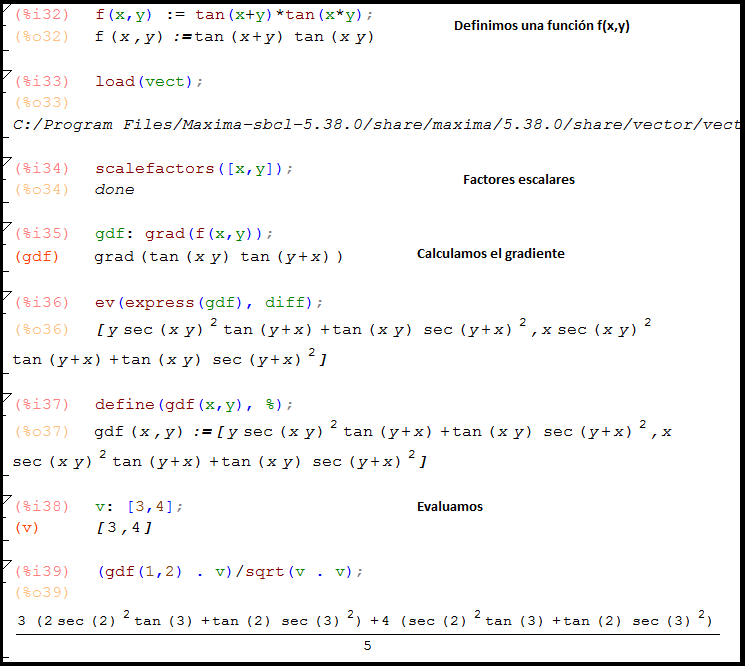 (%i32) f(x,y) := tan(x+y)*tan(x*y);
Definimos una función f(x,y)
(%o32) f (x ,y) :=tan (x+y) tan (x y)
(%i33) load(vect);
(%o33)
C:/Program Files/Maxima-sbcl-5.38.0/share/maxima/5.38.0/share/vector/vect
(%i34) scalefactors([x,y]);
Factores escalares
(%o34) done
(%i35) gdf: grad(f(x,y));
Calculamos el gradiente
(gdf) grad (tan (x y) tan (y+x) )
(%i36) ev(express(gdf), diff);
(%o36) [y sec (x y) ² tan (y+x) +tan (x y) sec (y+x) ² ,x sec (x y) ²
tan (y+x) +tan (x y) sec (y+x) ² ]
(%i37) define(gdf(x,y), %);
(%o37) gdf (x ,y) :=[y sec (x y) ² tan (y+x) +tan (x y) sec (y+x) ² ,x
sec (x y) ² tan (y+x) +tan (x y) sec (y+x) ² ]
(%i38) v: [3,4];
Evaluamos
(v) [3 ,4 ]
(%i39) (gdf(1,2) . v)/sqrt(v . v);
(%o39)
3 (2 sec (2) ² tan (3) +tan (2) sec (3) ²) +4 (sec (2) ² tan (3) +tan (2) sec (3) ²)
5